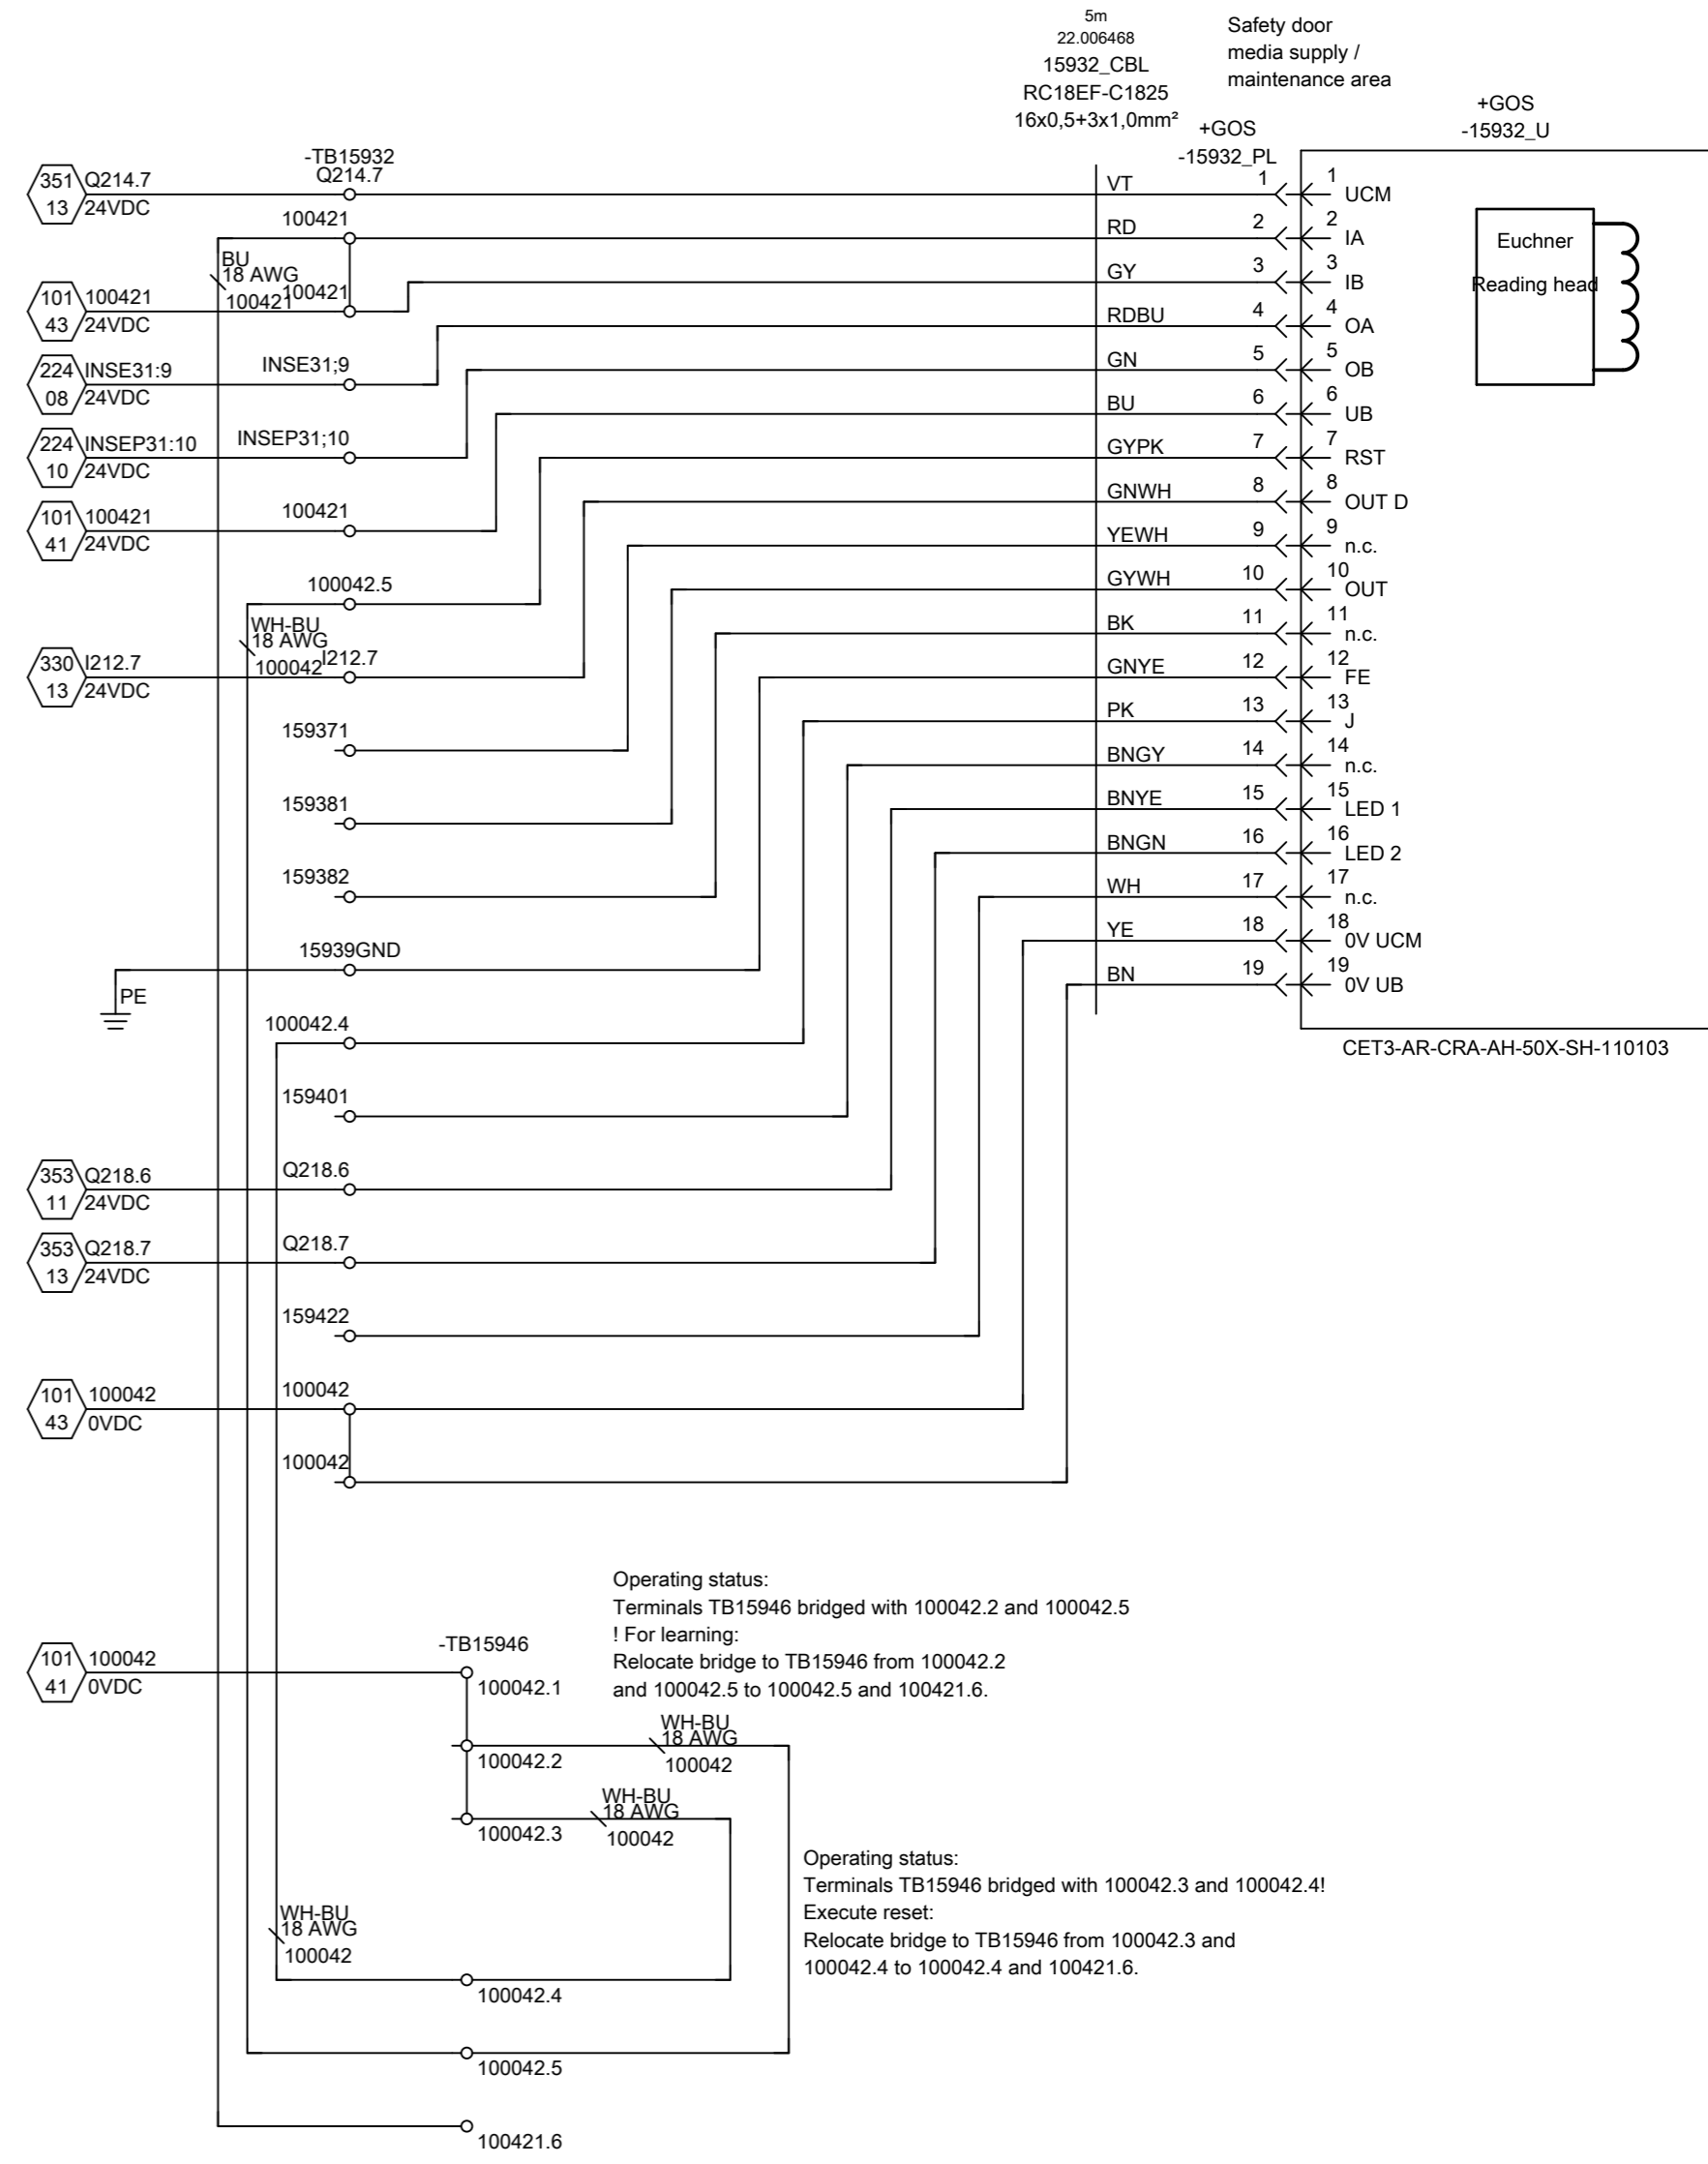 5m
22.006468
15932_CBL
RC18EF-C1825
16x0,5+3x1,0mm²
Safety door
media supply /
maintenance area
+GOS
-15932_PL
+GOS
-15932_U
351
13
Q214.7
24VDC
-TB15932
Q214.7
VT
1
1
UCM
100421
RD
2
2
IA
Euchner
Reading head
BU
18 AWG
100421
101
43
100421
24VDC
100421
GY
3
3
IB
RDBU
4
4
OA
224
08
INSE31:9
24VDC
INSE31;9
GN
5
5
OB
224
10
INSEP31:10
24VDC
INSEP31;10
BU
6
6
UB
GYPK
7
7
RST
101
41
100421
24VDC
100421
GNWH
8
8
OUT D
YEWH
9
9
n.c.
100042.5
GYWH
10
10
OUT
WH-BU
18 AWG
100042
BK
11
11
n.c.
330
13
I212.7
24VDC
I212.7
GNYE
12
12
FE
159371
PK
13
13
J
BNGY
14
14
n.c.
159381
BNYE
15
15
LED 1
BNGN
16
16
LED 2
159382
WH
17
17
n.c.
15939GND
YE
18
18
0V UCM
PE
BN
19
19
0V UB
100042.4
CET3-AR-CRA-AH-50X-SH-110103
159401
353
11
Q218.6
24VDC
Q218.6
353
13
Q218.7
24VDC
Q218.7
159422
101
43
100042
0VDC
100042
100042
Operating status:
Terminals TB15946 bridged with 100042.2 and 100042.5
! For learning:
Relocate bridge to TB15946 from 100042.2
and 100042.5 to 100042.5 and 100421.6.
101
41
100042
0VDC
-TB15946
100042.1
WH-BU
18 AWG
100042
100042.2
WH-BU
18 AWG
100042
100042.3
Operating status:
Terminals TB15946 bridged with 100042.3 and 100042.4!
Execute reset:
Relocate bridge to TB15946 from 100042.3 and
100042.4 to 100042.4 and 100421.6.
WH-BU
18 AWG
100042
100042.4
100042.5
100421.6